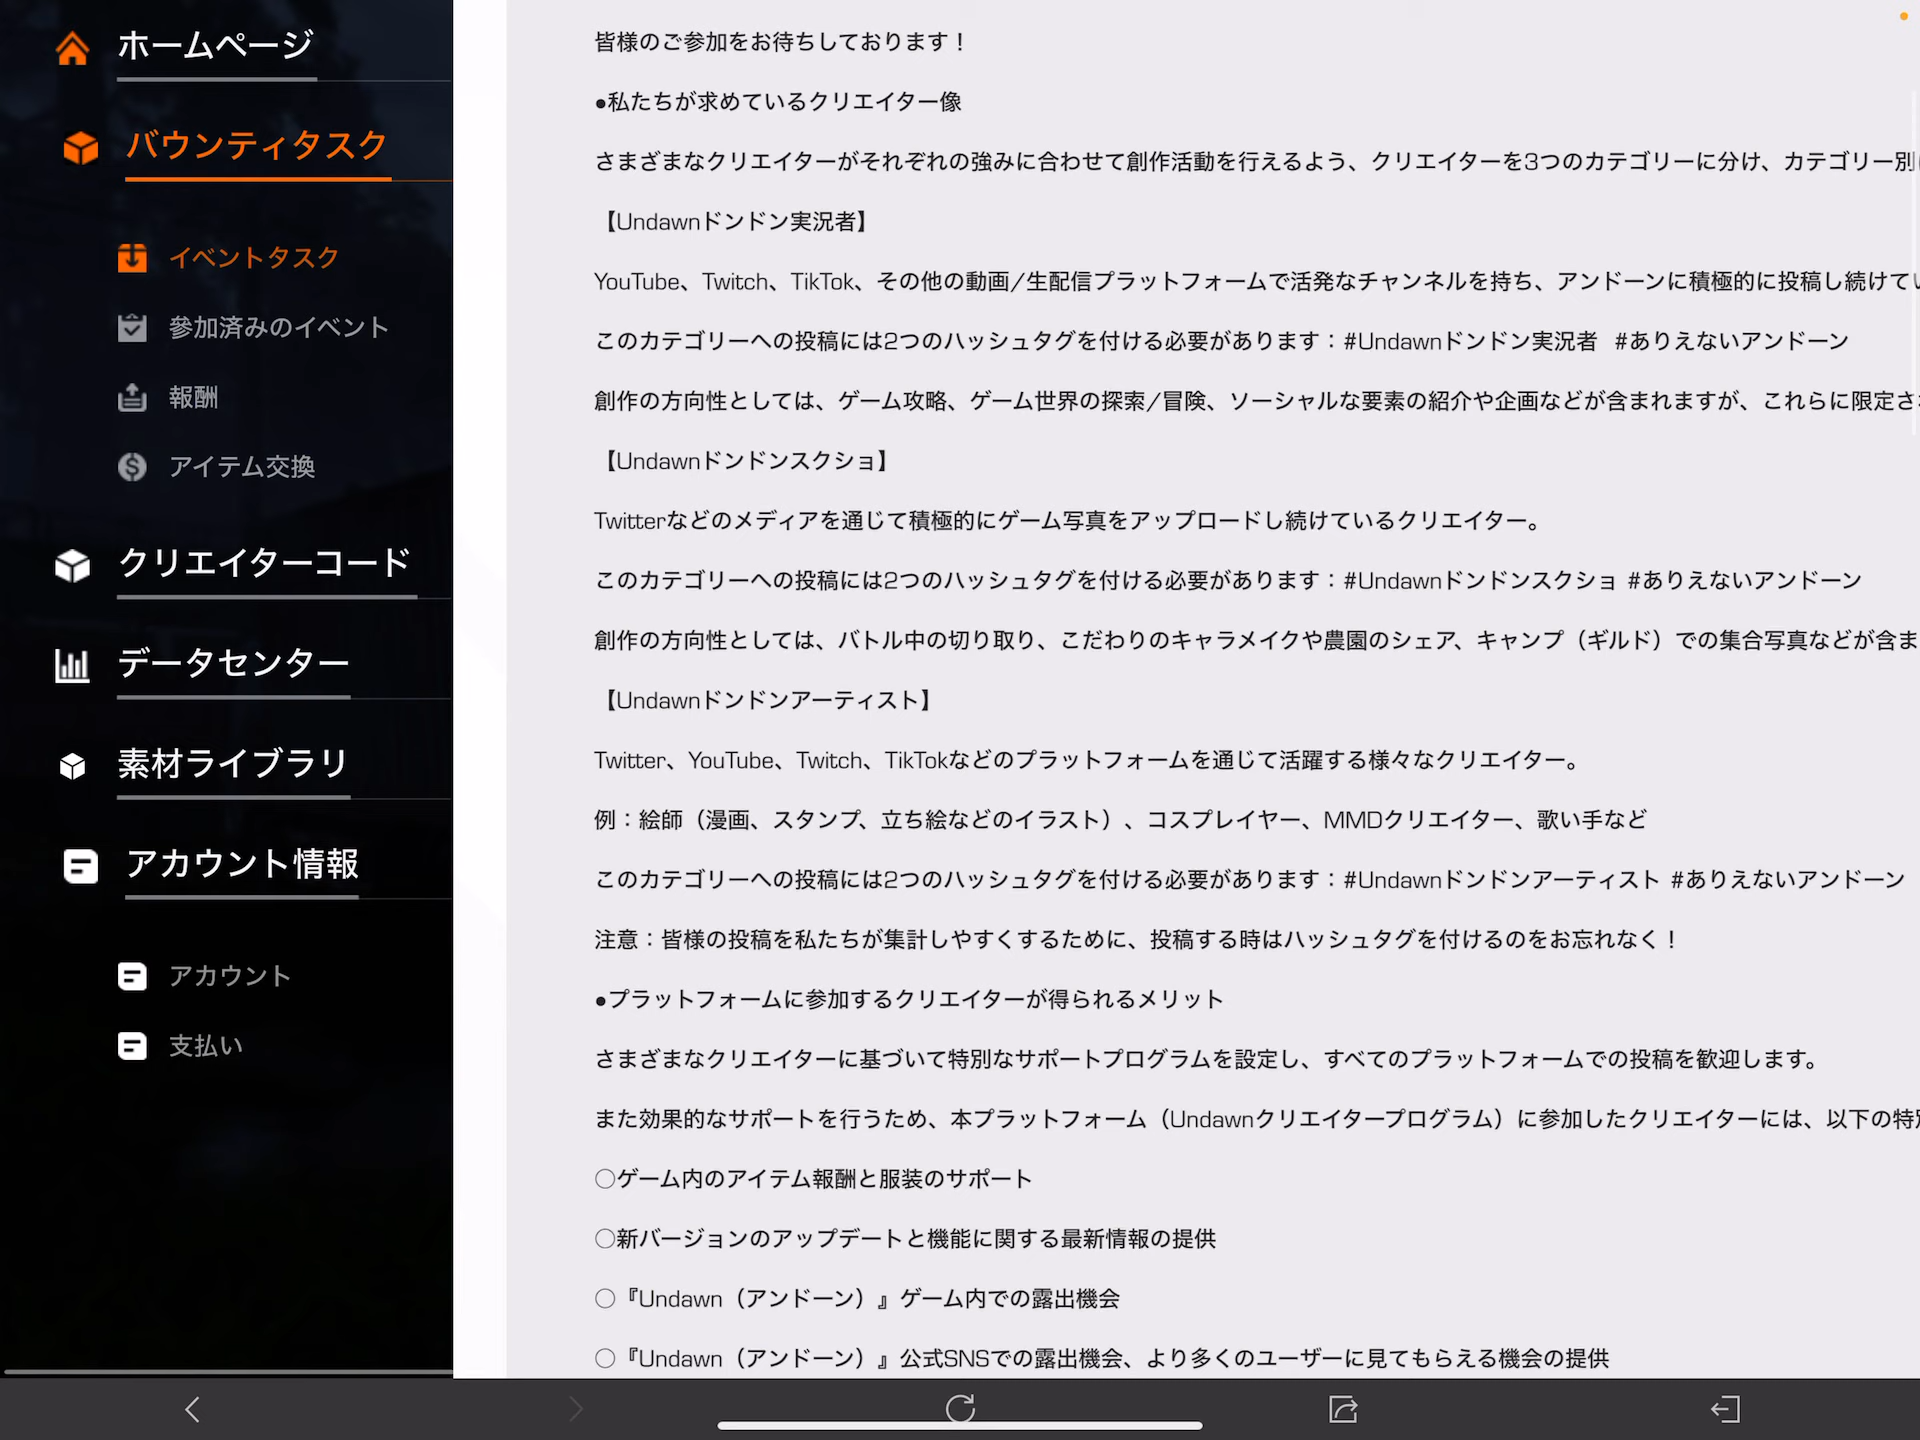 ホームページ
バウンティタスク
イベントタスク
参加済みのイベント
報酬
アイテム交換
クリエイターコード
データセンター
素材ライブラリ
アカウント情報
アカウント
支払い
皆様のご参加をお待ちしております！
●私たちが求めているクリエイター像
さまざまなクリエイターがそれぞれの強みに合わせて創作活動を行えるよう、クリエイターを3つのカテゴリーに分け、カテゴリー別
【Undawnドンドン実況者】
YouTube、Twitch、TikTok、その他の動画/生配信プラットフォームで活発なチャンネルを持ち、アンドーンに積極的に投稿し続けてい
このカテゴリーへの投稿には2つのハッシュタグを付ける必要があります：#Undawnドンドン実況者 #ありえないアンドーン
創作の方向性としては、ゲーム攻略、ゲーム世界の探索/冒険、ソーシャルな要素の紹介や企画などが含まれますが、これらに限定さ
【Undawnドンドンスクショ】
Twitterなどのメディアを通じて積極的にゲーム写真をアップロードし続けているクリエイター。
このカテゴリーへの投稿には2つのハッシュタグを付ける必要があります：#Undawnドンドンスクショ #ありえないアンドーン
創作の方向性としては、バトル中の切り取り、こだわりのキャラメイクや農園のシェア、キャンプ（ギルド）での集合写真などが含ま
【Undawnドンドンアーティスト】
Twitter、YouTube、Twitch、TikTokなどのプラットフォームを通じて活躍する様々なクリエイター。
例：絵師（漫画、スタンプ、立ち絵などのイラスト）、コスプレイヤー、MMDクリエイター、歌い手など
このカテゴリーへの投稿には2つのハッシュタグを付ける必要があります：#Undawnドンドンアーティスト #ありえないアンドーン
注意：皆様の投稿を私たちが集計しやすくするために、投稿する時はハッシュタグを付けるのをお忘れなく！
●プラットフォームに参加するクリエイターが得られるメリット
さまざまなクリエイターに基づいて特別なサポートプログラムを設定し、すべてのプラットフォームでの投稿を歓迎します。
また効果的なサポートを行うため、本プラットフォーム（Undawnクリエイタープログラム）に参加したクリエイターには、以下の特別
○ゲーム内のアイテム報酬と服装のサポート
○新バージョンのアップデートと機能に関する最新情報の提供
○『Undawn（アンドーン）』ゲーム内での露出機会
○『Undawn（アンドーン）』公式SNSでの露出機会、より多くのユーザーに見てもらえる機会の提供